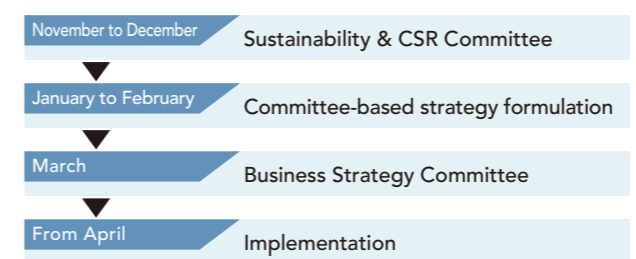 November to December
Sustainability & CSR Committee
January to February
Committee-based strategy formulation
March
Business Strategy Committee
From April
Implementation